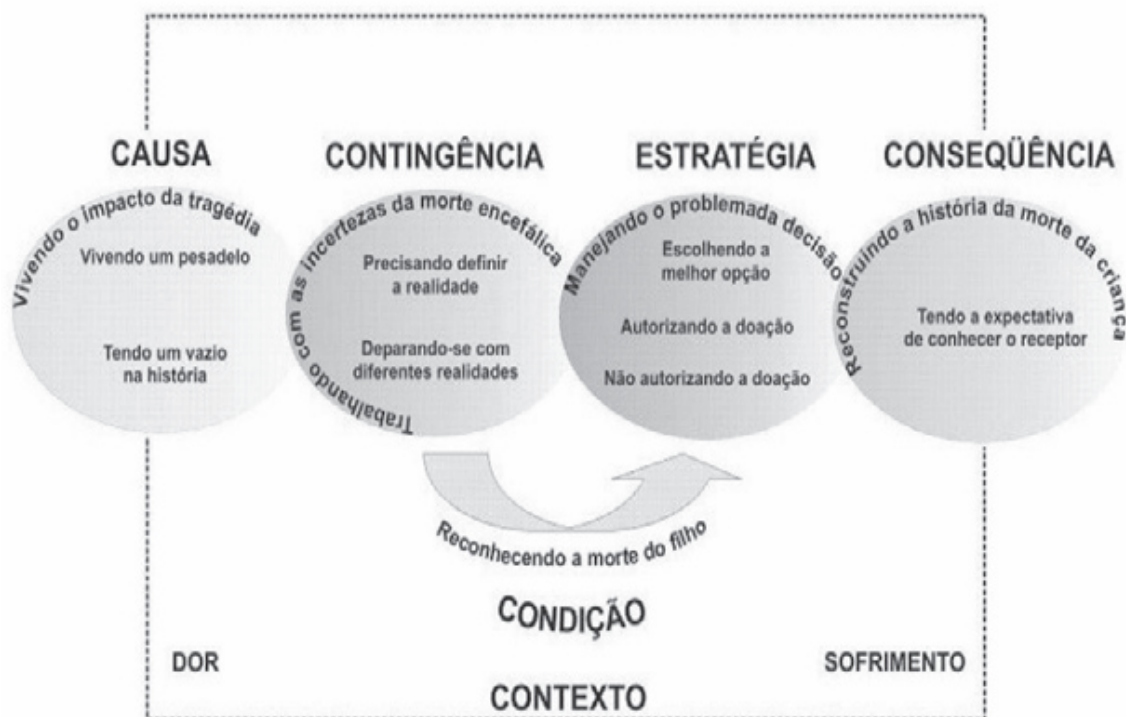 CAUSA
CONTINGÊNCIA
ESTRATÉGIA
CONSEQÜÊNCIA
Vivendo o impacto da tragédia
Vivendo um pesadelo
Tendo um vazio
na história
Trabalhando com as incertezas da morte encefálica
Precisando definir
a realidade
Deparando-se com
diferentes realidades
Manejando o problemada decisão
Escolhendo a
melhor opção
Autorizando a doação
Não autorizando a doação
Reconstruindo a história da morte da criança
Tendo a expectativa
de conhecer o receptor
Reconhecendo a morte do filho
CONDIÇÃO
DOR
SOFRIMENTO
CONTEXTO